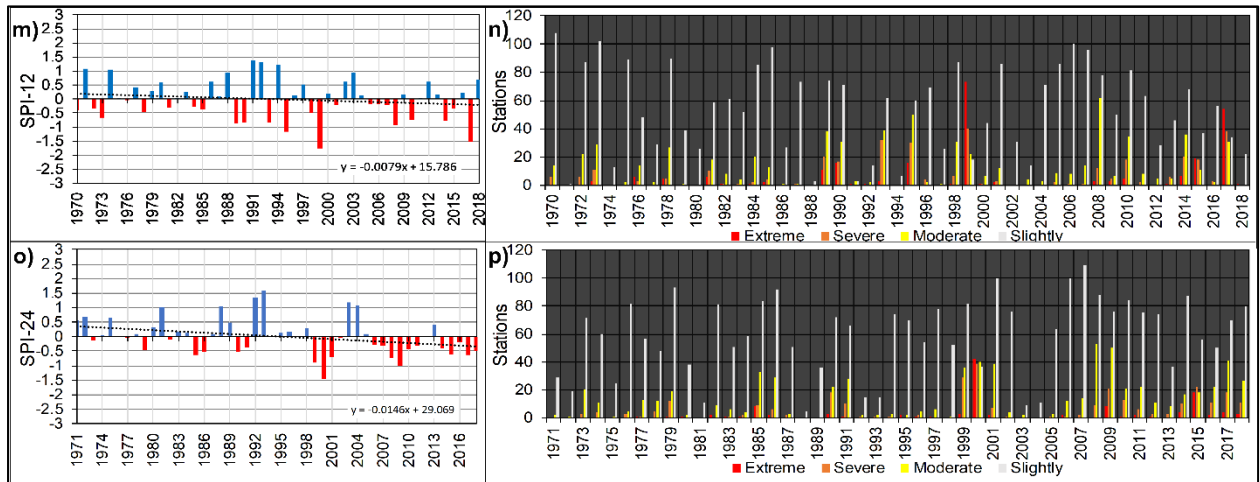 m)
SPI-12
3
2.5
2
1.5
1
0.5
0
-0.5
-1
-1.5
-2
-2.5
-3
y = -0.0079x + 15.786
1970 1973 1976 1979 1982 1985 1988 1991 1994 1997 2000 2003 2006 2009 2012 2015 2018
n)
Stations
120
100
80
60
40
20
0
1970 1972 1974 1976 1978 1980 1982 1984 1986 1988 1990 1992 1994 1996 1998 2000 2002 2004 2006 2008 2010 2012 2014 2016 2018
Extreme Severe Moderate Slightly
o)
SPI-24
3
2.5
2
1.5
1
0.5
0
-0.5
-1
-1.5
-2
-2.5
-3
y = -0.0146x + 29.069
1971 1974 1977 1980 1983 1986 1989 1992 1995 1998 2001 2004 2007 2010 2013 2016
p)
Stations
120
100
80
60
40
20
0
1971 1973 1975 1977 1979 1981 1983 1985 1987 1989 1991 1993 1995 1997 1999 2001 2003 2005 2007 2009 2011 2013 2015 2017
Extreme Severe Moderate Slightly